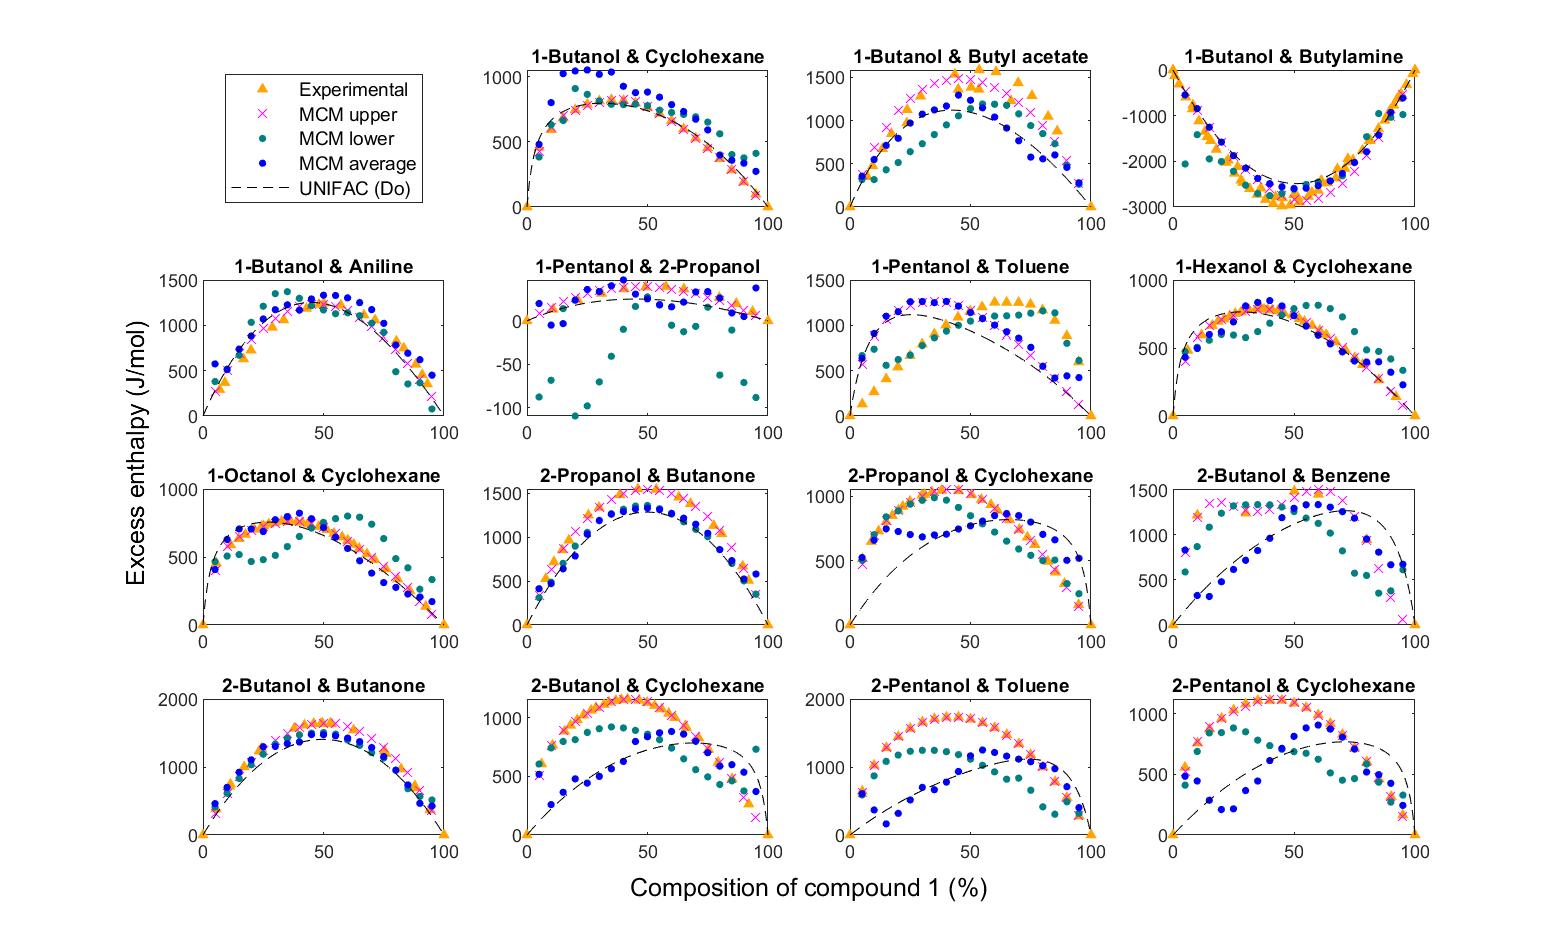 1-Butanol & Cyclohexane
1-Butanol & Butyl acetate
1-Butanol & Butylamine
Experimental
MCM upper
MCM lower
MCM average
UNIFAC (Do)
1000
500
0
0 50 100
1500
1000
500
0
0 50 100
0
-1000
-2000
-3000
0 50 100
1-Butanol & Aniline
1-Pentanol & 2-Propanol
1-Pentanol & Toluene
1-Hexanol & Cyclohexane
1500
1000
500
0
0 50 100
0
-50
-100
0 50 100
1500
1000
500
0
0 50 100
1000
500
0
0 50 100
Excess enthalpy (J/mol)
1-Octanol & Cyclohexane
2-Propanol & Butanone
2-Propanol & Cyclohexane
2-Butanol & Benzene
1000
500
0
0 50 100
1500
1000
500
0
0 50 100
1000
500
0
0 50 100
1500
1000
500
0
0 50 100
2-Butanol & Butanone
2-Butanol & Cyclohexane
2-Pentanol & Toluene
2-Pentanol & Cyclohexane
2000
1000
0
0 50 100
1000
500
0
0 50 100
2000
1000
0
0 50 100
1000
500
0
0 50 100
Composition of compound 1 (%)